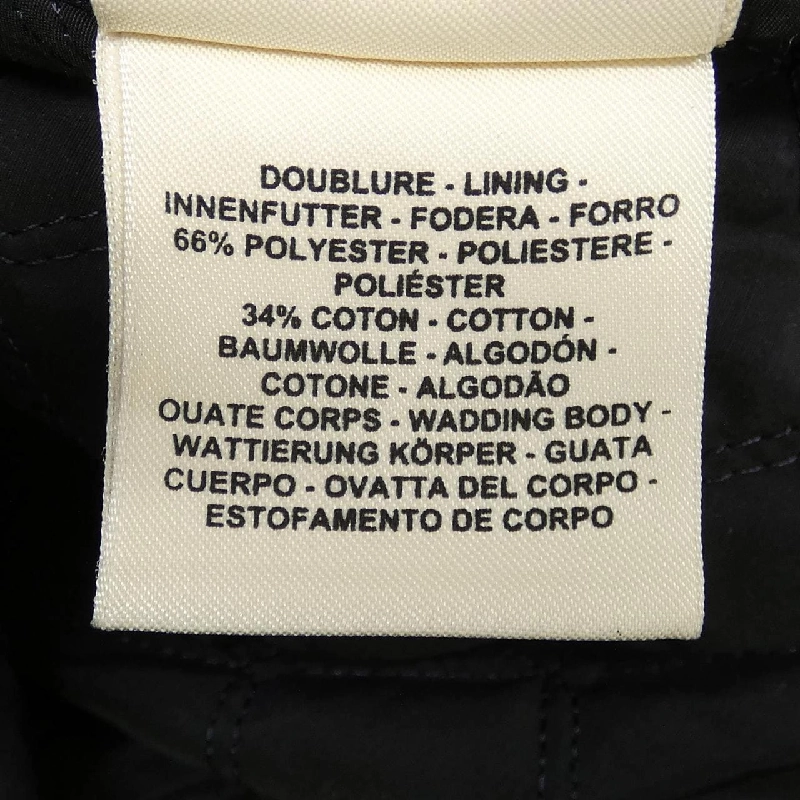 DOUBLURE - LINING -
INNENFUTTER - FODERA - FORRO
66% POLYESTER - POLIESTERE -
POLIÉSTER
34% COTON - COTTON -
BAUMWOLLE - ALGODÓN -
COTONE - ALGODÃO
OUATE CORPS - WADDING BODY -
WATTIERUNG KÖRPER - GUATA
CUERPO - OVATTA DEL CORPO -
ESTOFAMENTO DE CORPO